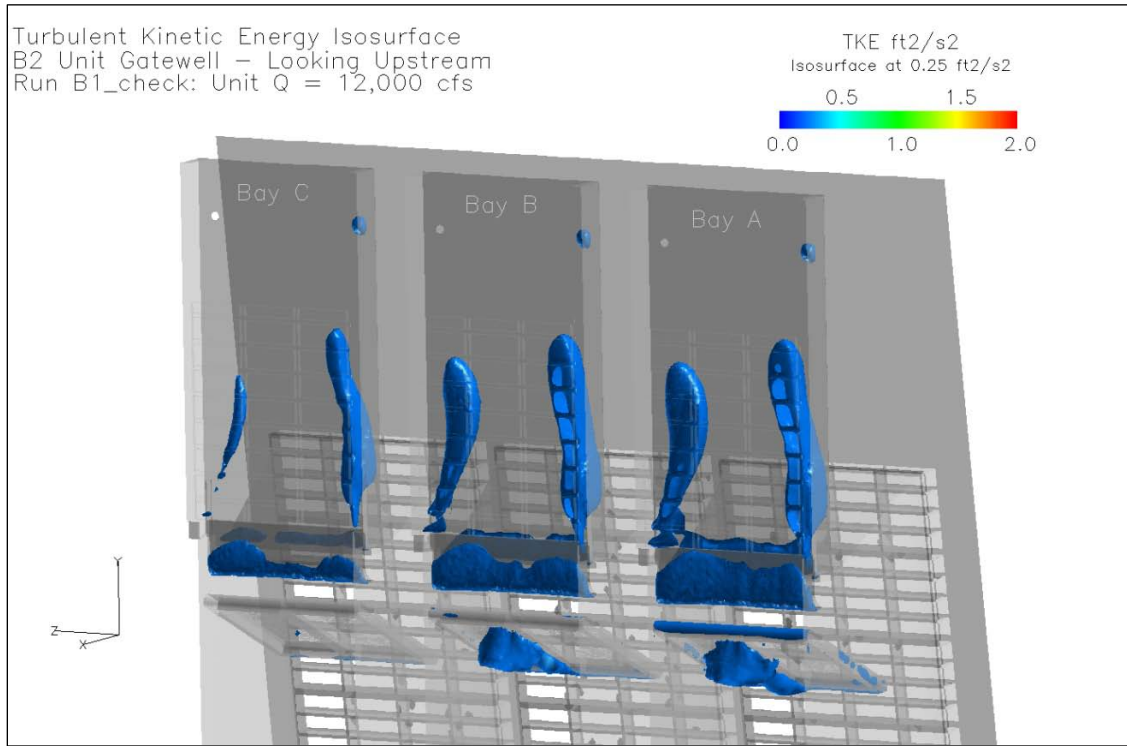 Turbulent Kinetic Energy Isosurface
B2 Unit Gatewell – Looking Upstream
Run B1_check: Unit Q = 12,000 cfs
TKE ft2/s2
Isosurface at 0.25 ft2/s2
0.5 1.5
0.0 1.0 2.0
Bay C
Bay B
Bay A
Y
Z
X